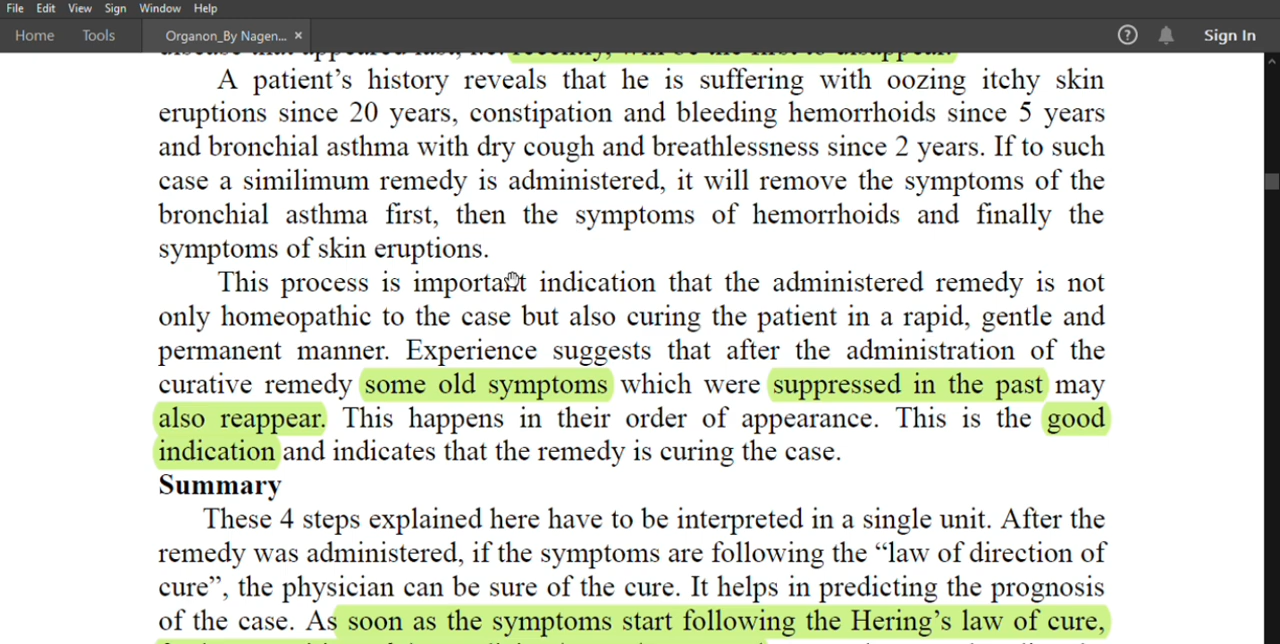 File Edit View Sign Window Help
Home Tools Organon_By Nagen... × Sign In
recently, will be the first to disappear.
A patient’s history reveals that he is suffering with oozing itchy skin
eruptions since 20 years, constipation and bleeding hemorrhoids since 5 years
and bronchial asthma with dry cough and breathlessness since 2 years. If to such
case a similimum remedy is administered, it will remove the symptoms of the
bronchial asthma first, then the symptoms of hemorrhoids and finally the
symptoms of skin eruptions.
This process is important indication that the administered remedy is not
only homeopathic to the case but also curing the patient in a rapid, gentle and
permanent manner. Experience suggests that after the administration of the
curative remedy some old symptoms which were suppressed in the past may
also reappear. This happens in their order of appearance. This is the good
indication and indicates that the remedy is curing the case.
Summary
These 4 steps explained here have to be interpreted in a single unit. After the
remedy was administered, if the symptoms are following the “law of direction of
cure”, the physician can be sure of the cure. It helps in predicting the prognosis
of the case. As soon as the symptoms start following the Hering’s law of cure,